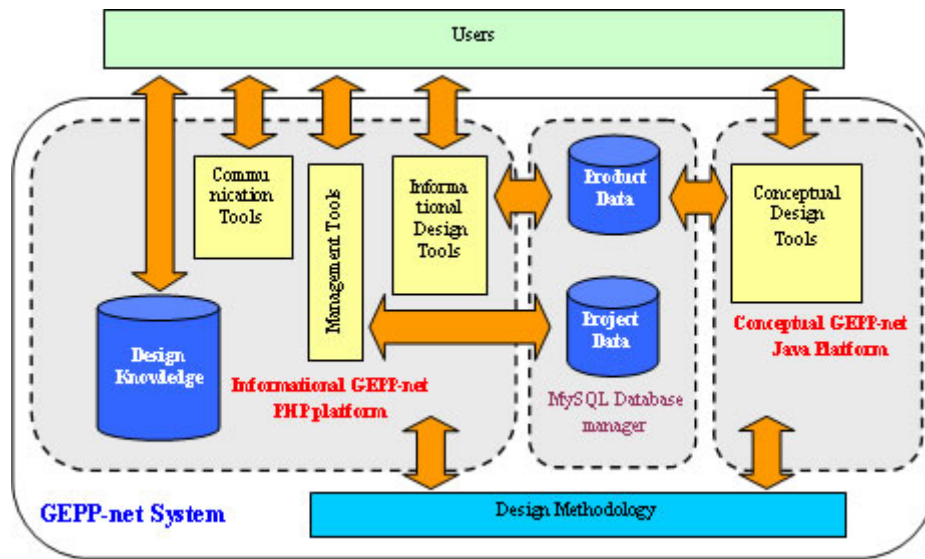 Users
Commu
nication
Tools
Management Tools
Informa
tional
Design
Tools
Product
Data
Conceptual
Design
Tools
Design
Knowledge
Project
Data
Informational GEPP-net
PHP platform
MySQL Database
manager
Conceptual GEPP-net
Java Platform
GEPP-net System
Design Methodology